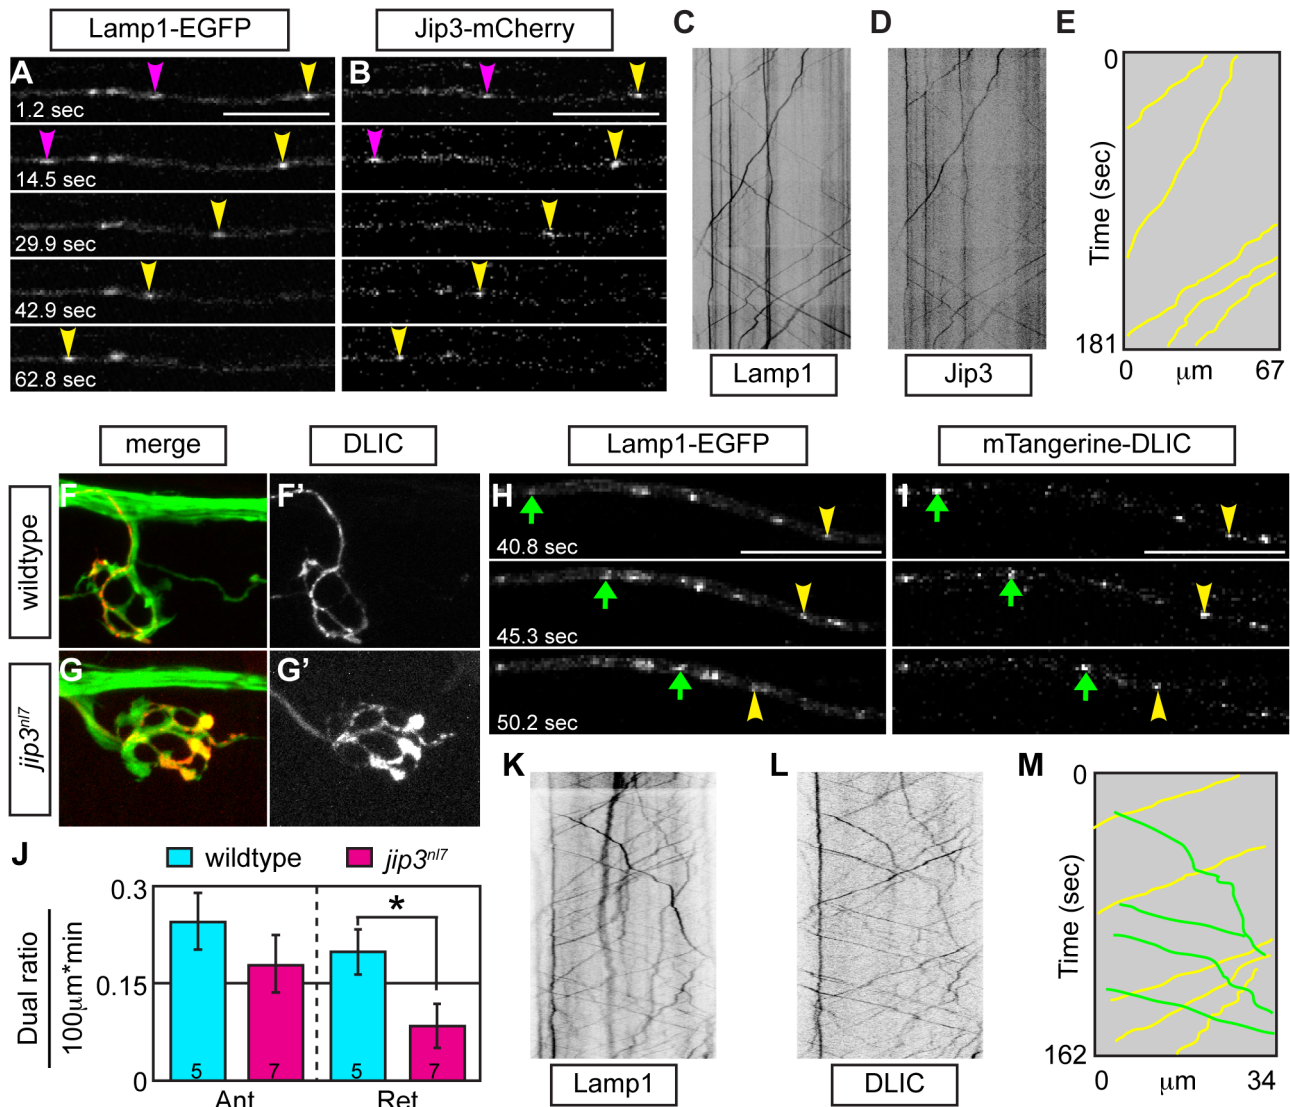 Lamp1-EGFP
Jip3-mCherry
C
D
E
A
1.2 sec
14.5 sec
29.9 sec
42.9 sec
62.8 sec
B
Lamp1
Jip3
0
Time (sec)
181
0
μm
67
merge
DLIC
Lamp1-EGFP
mTangerine-DLIC
wildtype
F
F'
jip3nl7
G
G'
H
40.8 sec
45.3 sec
50.2 sec
I
J
wildtype
jip3nl7
Dual ratio
100μm*min
0.3
0.15
0
*
5
7
5
7
Ant
Ret
K
Lamp1
L
DLIC
M
0
Time (sec)
162
0
μm
34